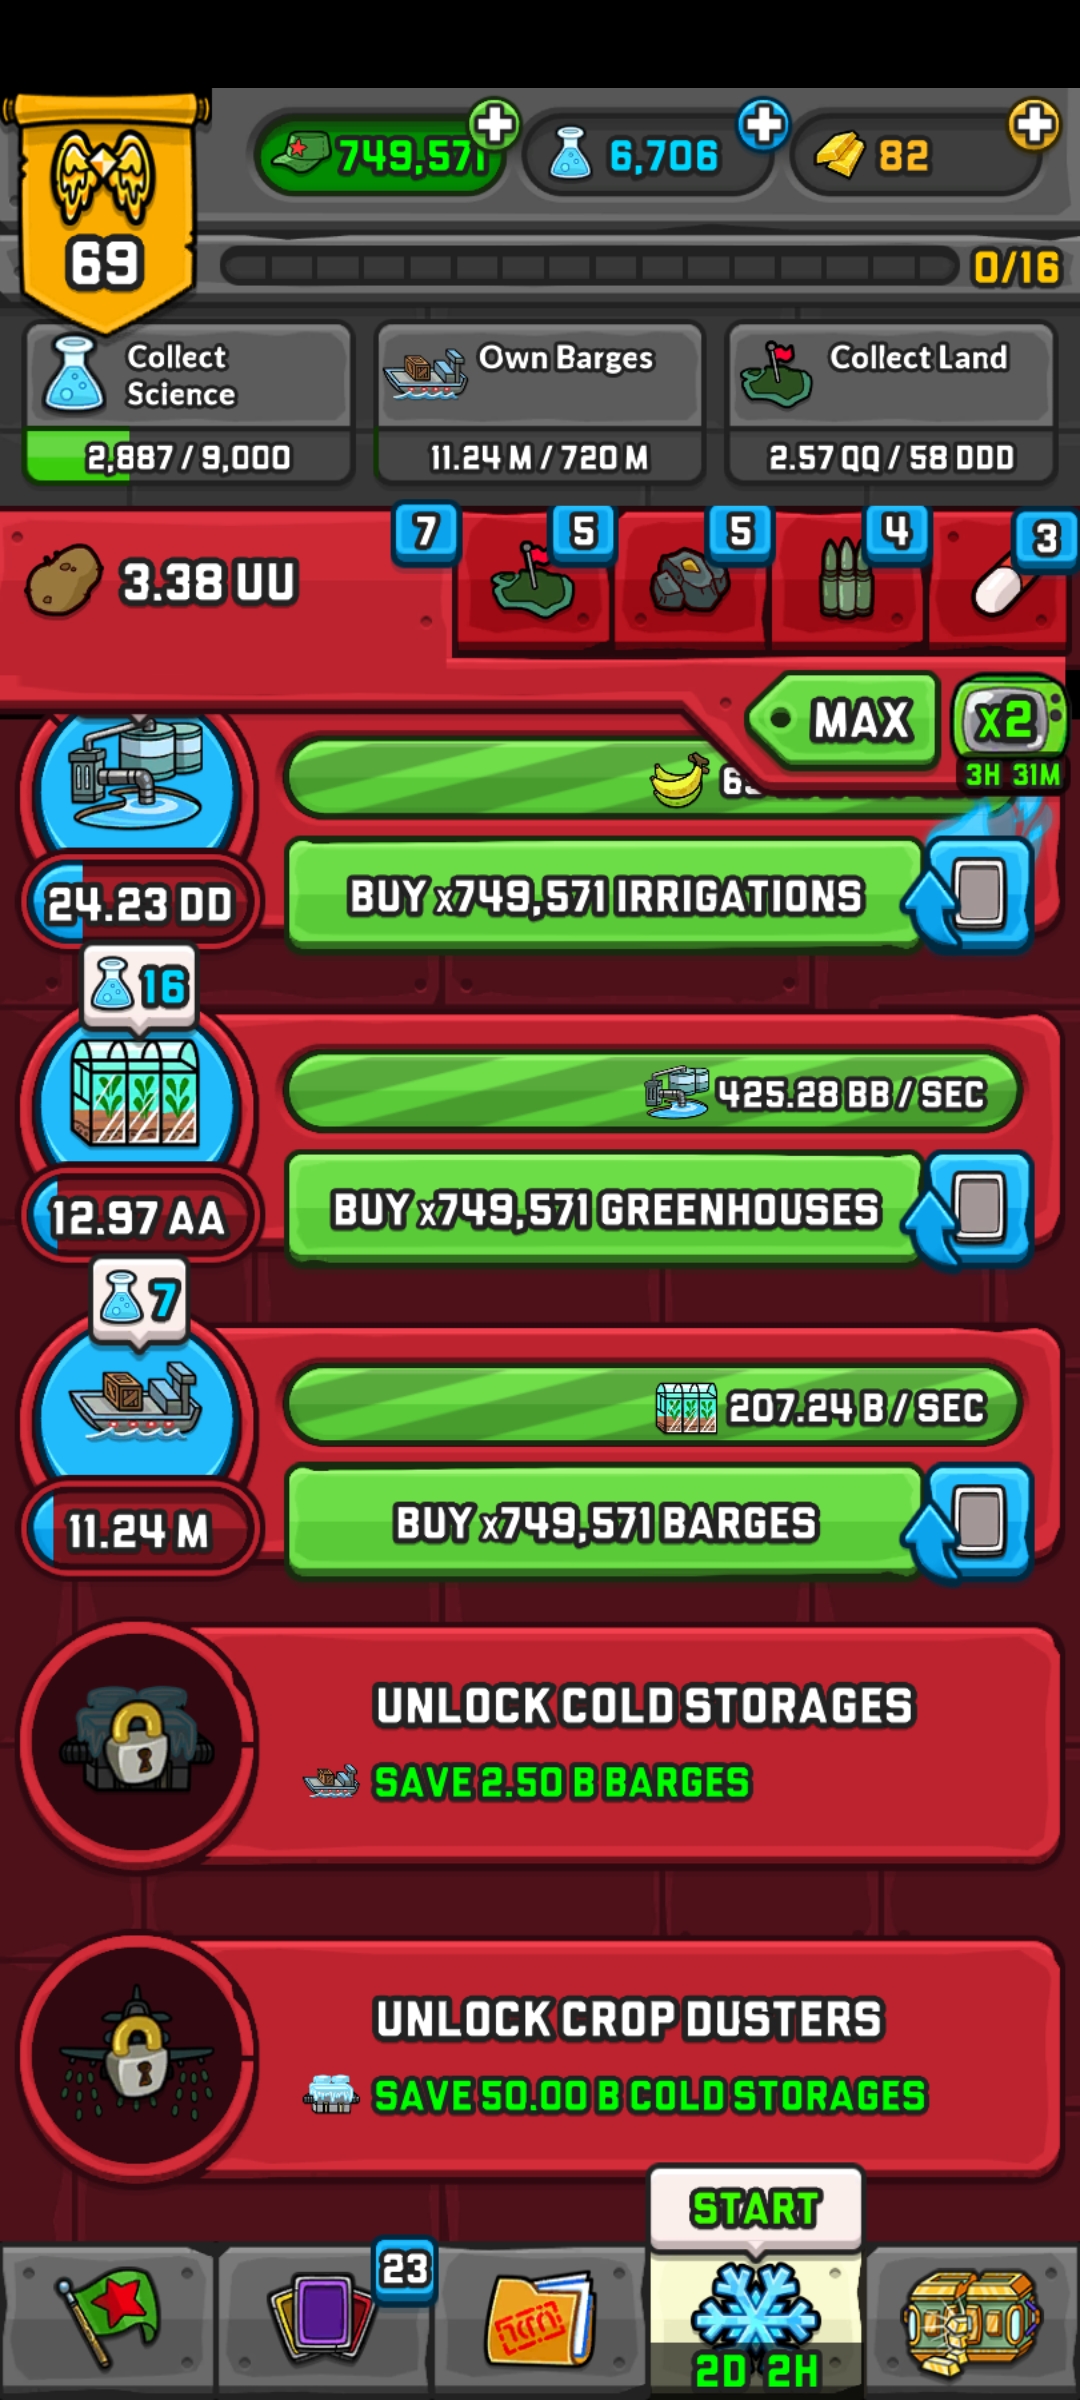 749,571
6,706
82
69
0/16
Collect
Science
2,887 / 9,000
Own Barges
11.24 M / 720 M
Collect Land
2.57 QQ / 58 DDD
3.38 UU
7
5
5
4
3
MAX
x2
3H 31M
24.23 DD
BUY x749,571 IRRIGATIONS
16
425.28 BB / SEC
12.97 AA
BUY x749,571 GREENHOUSES
7
207.24 B / SEC
11.24 M
BUY x749,571 BARGES
UNLOCK COLD STORAGES
SAVE 2.50 B BARGES
UNLOCK CROP DUSTERS
SAVE 50.00 B COLD STORAGES
START
23
2D 2H